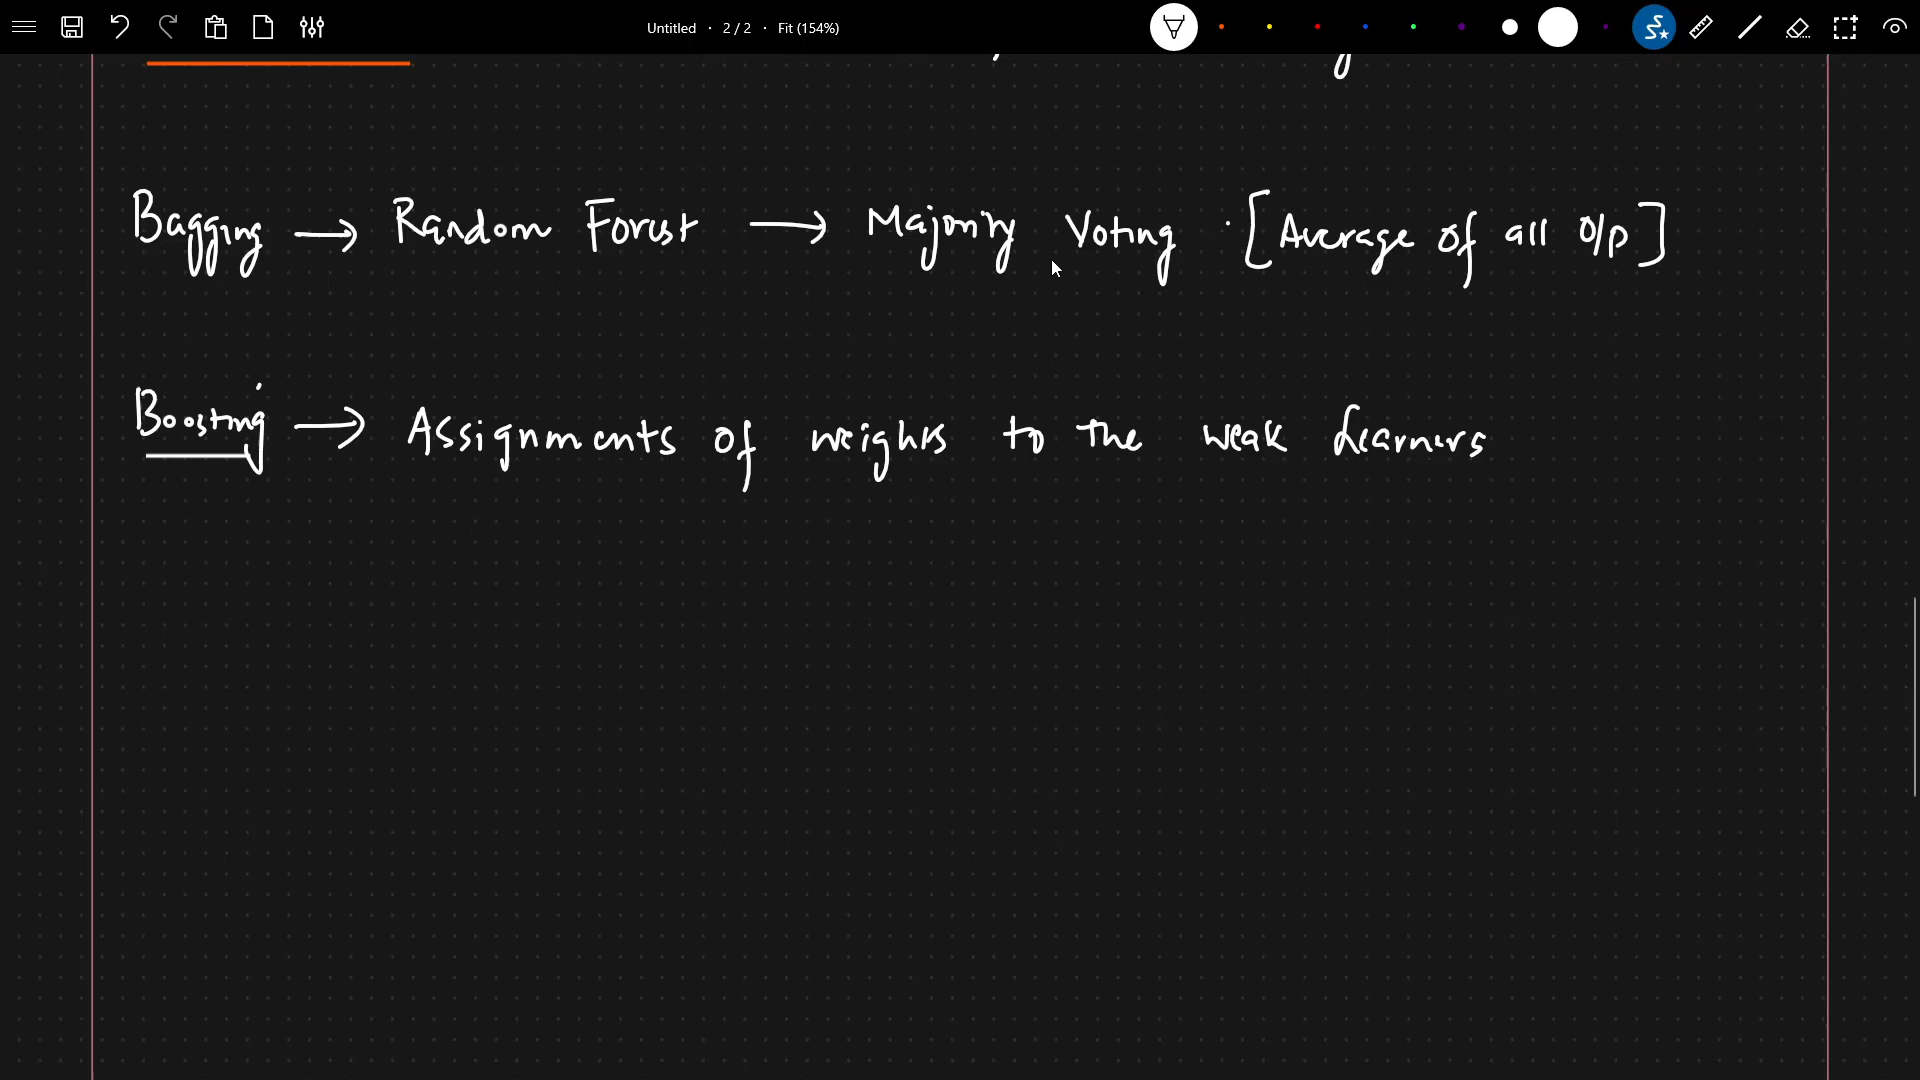 Untitled · 2 / 2 · Fit (154%)
Bagging → Random Forest → Majority Voting · [Average of all O/p]
Boosting → Assignments of weights to the weak Learners